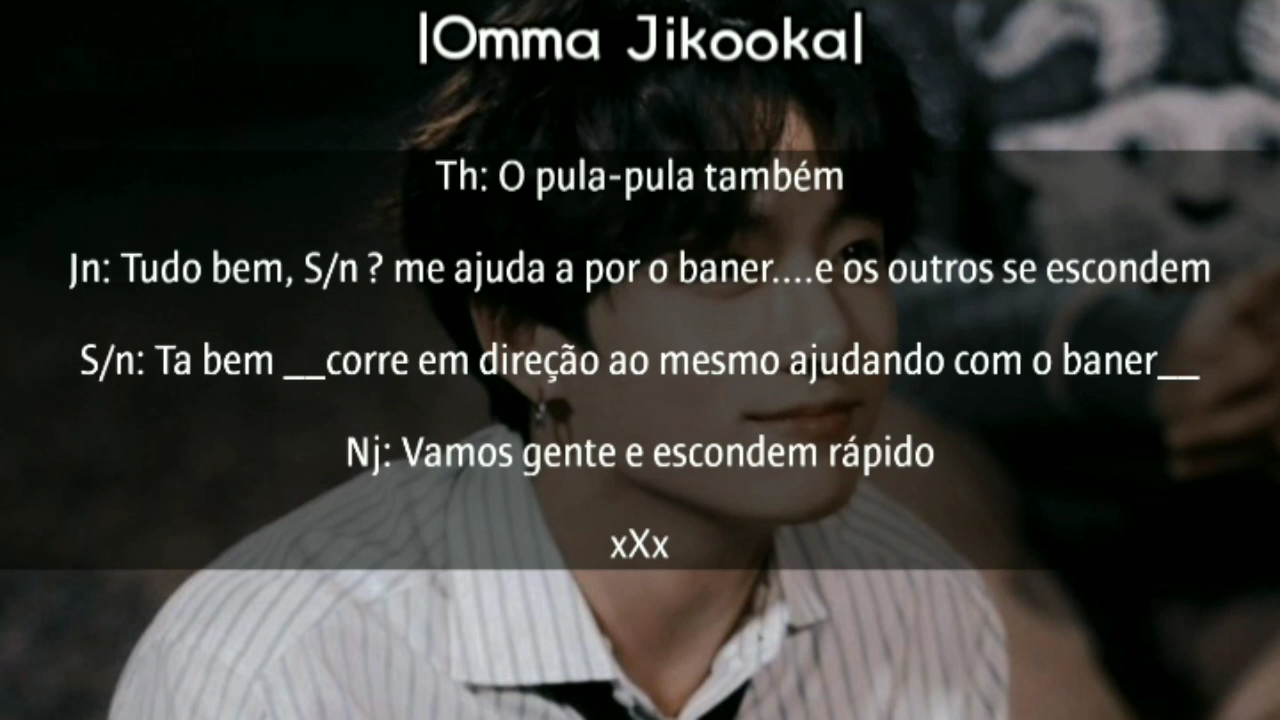 |Omma Jikooka|
Th: O pula-pula também
Jn: Tudo bem, S/n ? me ajuda a por o baner....e os outros se escondem
S/n: Ta bem __corre em direção ao mesmo ajudando com o baner__
Nj: Vamos gente e escondem rápido
xXx